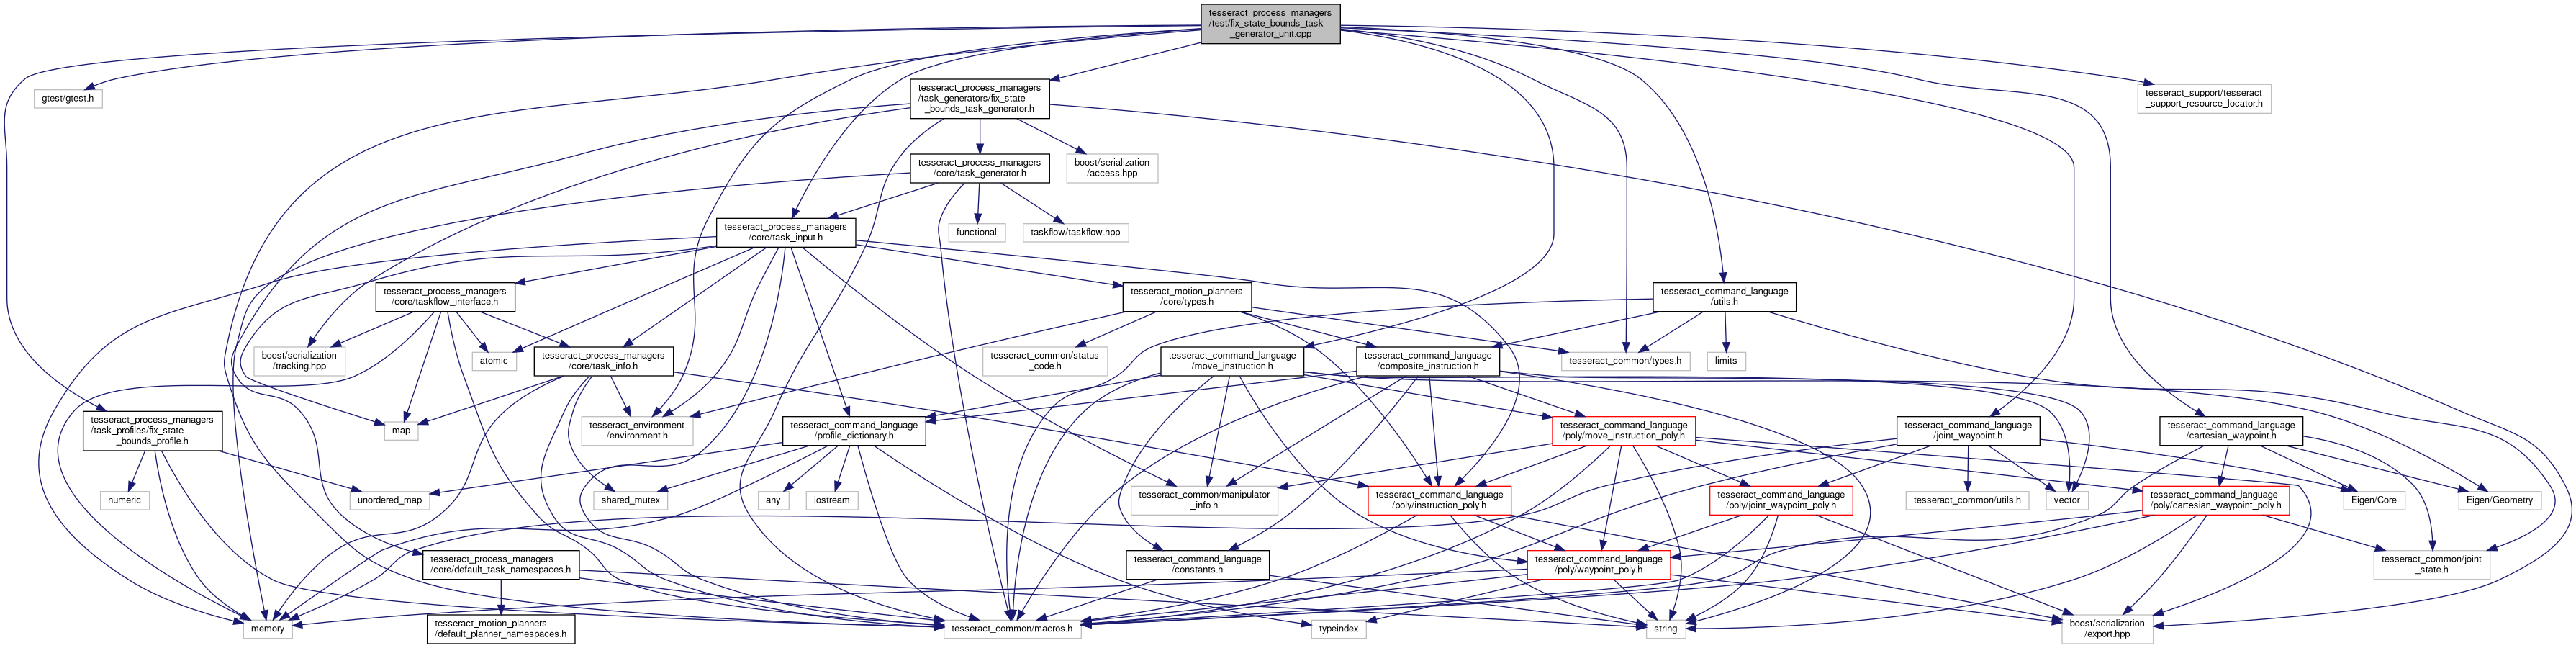 tesseract_process_managers
/test/fix_state_bounds_task
_generator_unit.cpp
gtest/gtest.h
tesseract_process_managers
/task_generators/fix_state
_bounds_task_generator.h
tesseract_support/tesseract
_support_resource_locator.h
tesseract_process_managers
/core/task_generator.h
boost/serialization
/access.hpp
tesseract_process_managers
/core/task_input.h
functional
taskflow/taskflow.hpp
tesseract_process_managers
/core/taskflow_interface.h
tesseract_motion_planners
/core/types.h
tesseract_command_language
/utils.h
boost/serialization
/tracking.hpp
atomic
tesseract_process_managers
/core/task_info.h
tesseract_common/status
_code.h
tesseract_command_language
/move_instruction.h
tesseract_command_language
/composite_instruction.h
tesseract_common/types.h
limits
tesseract_process_managers
/task_profiles/fix_state
_bounds_profile.h
map
tesseract_environment
/environment.h
tesseract_command_language
/profile_dictionary.h
tesseract_command_language
/poly/move_instruction_poly.h
tesseract_command_language
/joint_waypoint.h
tesseract_command_language
/cartesian_waypoint.h
numeric
unordered_map
shared_mutex
any
iostream
tesseract_common/manipulator
_info.h
tesseract_command_language
/poly/instruction_poly.h
tesseract_command_language
/poly/joint_waypoint_poly.h
tesseract_common/utils.h
vector
tesseract_command_language
/poly/cartesian_waypoint_poly.h
Eigen/Core
Eigen/Geometry
tesseract_process_managers
/core/default_task_namespaces.h
tesseract_command_language
/constants.h
tesseract_command_language
/poly/waypoint_poly.h
tesseract_common/joint
_state.h
memory
tesseract_motion_planners
/default_planner_namespaces.h
tesseract_common/macros.h
typeindex
string
boost/serialization
/export.hpp